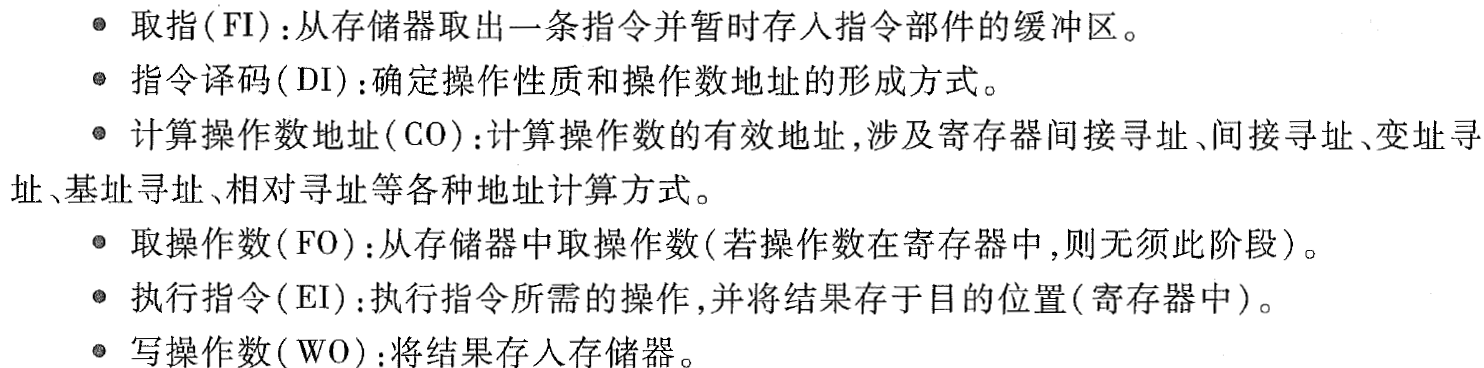 ● 取指(FI):从存储器取出一条指令并暂时存入指令部件的缓冲区。
● 指令译码(DI):确定操作性质和操作数地址的形成方式。
● 计算操作数地址(CO):计算操作数的有效地址,涉及寄存器间接寻址、间接寻址、变址寻
址、基址寻址、相对寻址等各种地址计算方式。
● 取操作数(FO):从存储器中取操作数(若操作数在寄存器中,则无须此阶段)。
● 执行指令(EI):执行指令所需的操作,并将结果存于目的位置(寄存器中)。
● 写操作数(WO):将结果存入存储器。